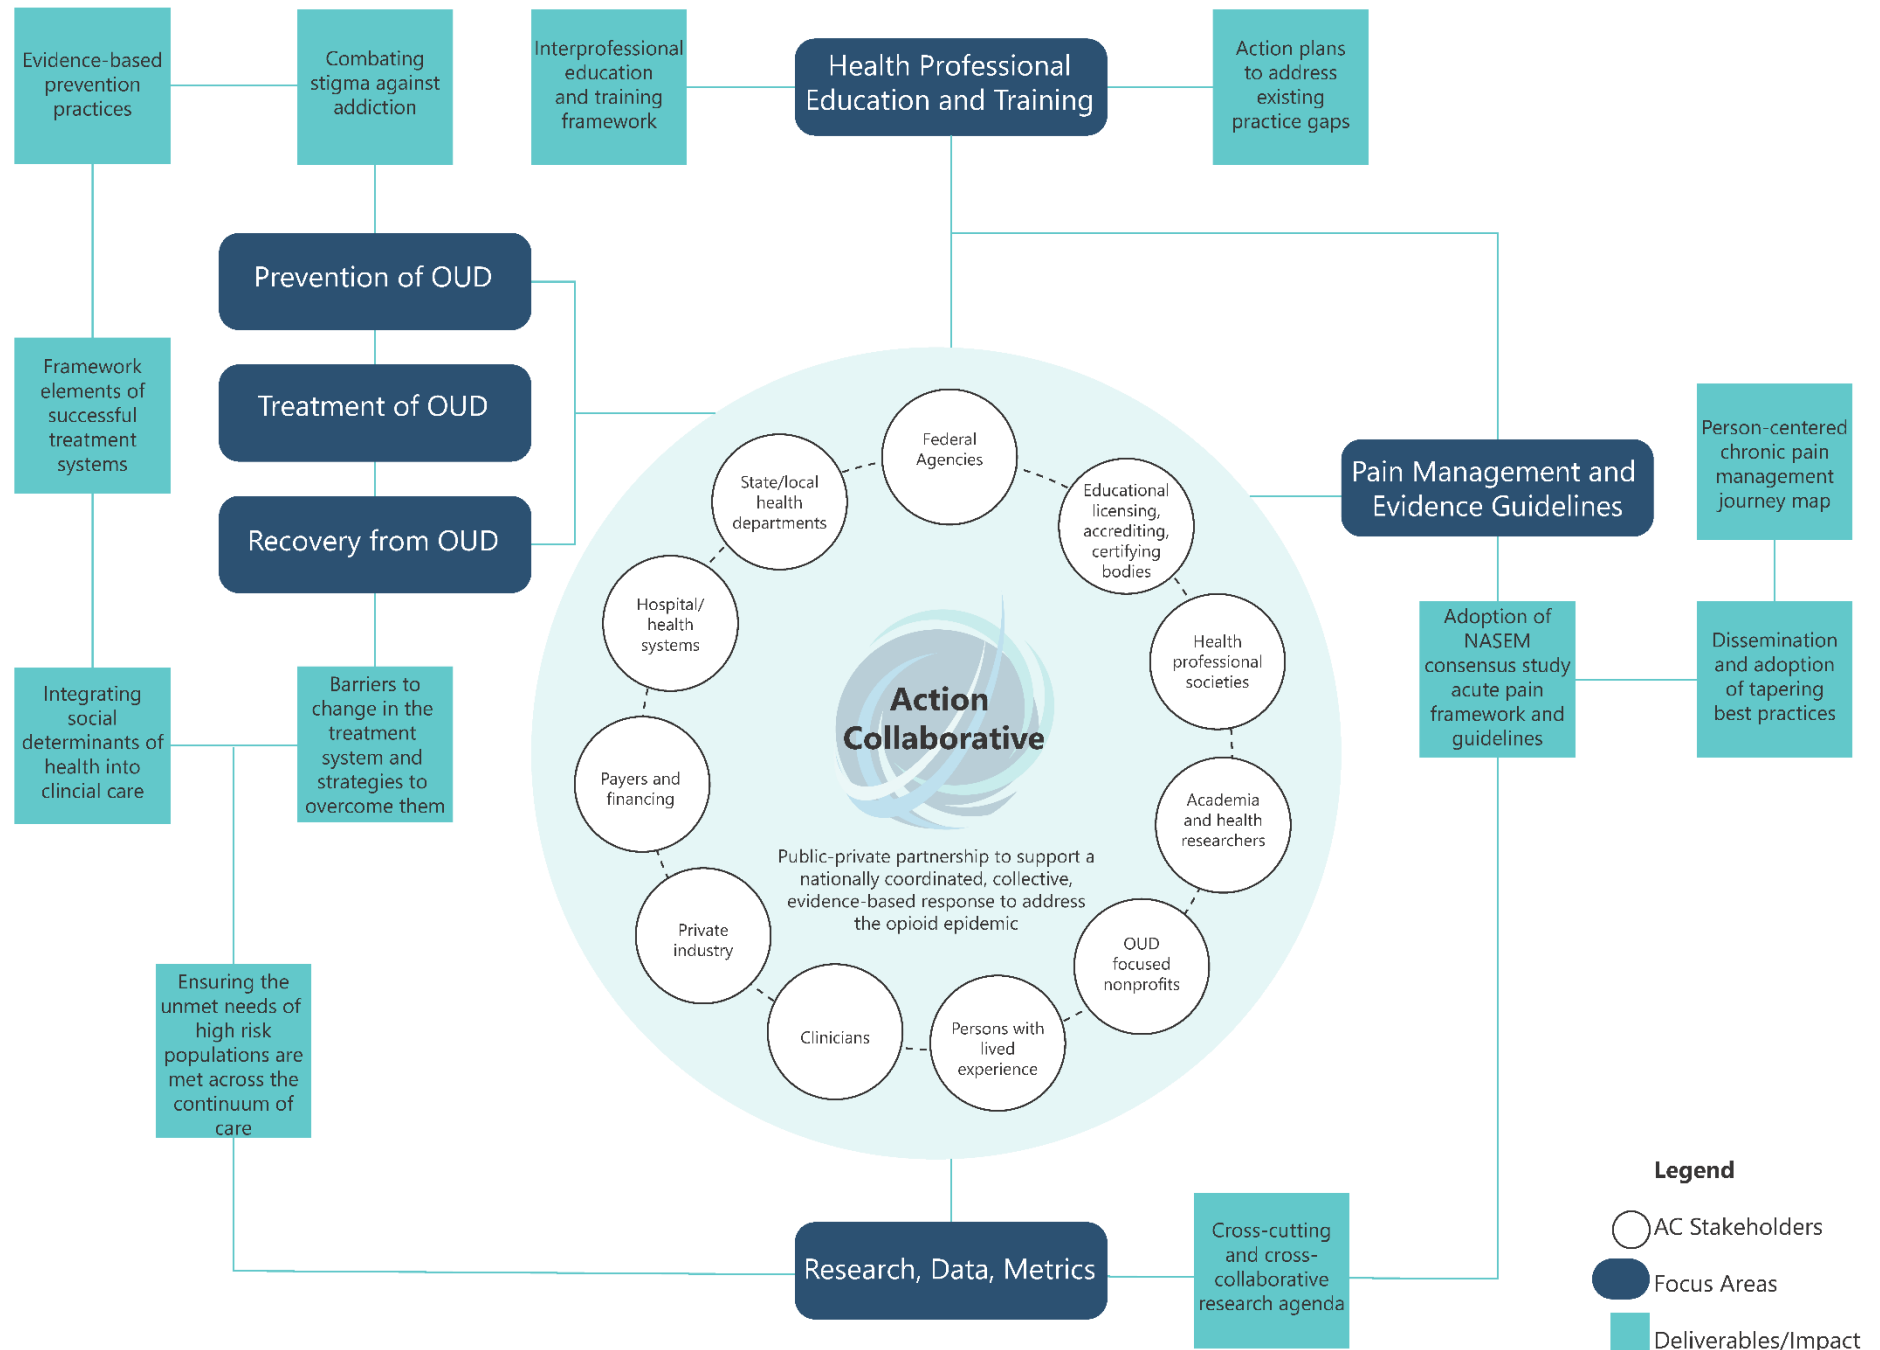 Evidence-based
prevention
practices
Combating
stigma against
addiction
Interprofessional
education
and training
framework
Health Professional
Education and Training
Action plans
to address
existing
practice gaps
Prevention of OUD
Treatment of OUD
Recovery from OUD
Framework
elements of
successful
treatment
systems
Integrating
social
determinants of
health into
clincial care
Barriers to
change in the
treatment
system and
strategies to
overcome them
Ensuring the
unmet needs of
high risk
populations are
met across the
continuum of
care
Federal
Agencies
Educational
licensing,
accrediting,
certifying
bodies
Health
professional
societies
Academia
and health
researchers
OUD
focused
nonprofits
Persons with
lived
experience
Clinicians
Private
industry
Payers and
financing
Hospital/
health
systems
State/local
health
departments
Action
Collaborative
Public-private partnership to support a
nationally coordinated, collective,
evidence-based response to address
the opioid epidemic
Pain Management and
Evidence Guidelines
Person-centered
chronic pain
management
journey map
Adoption of
NASEM
consensus study
acute pain
framework and
guidelines
Dissemination
and adoption
of tapering
best practices
Research, Data, Metrics
Cross-cutting
and cross-
collaborative
research agenda
Legend
AC Stakeholders
Focus Areas
Deliverables/Impact